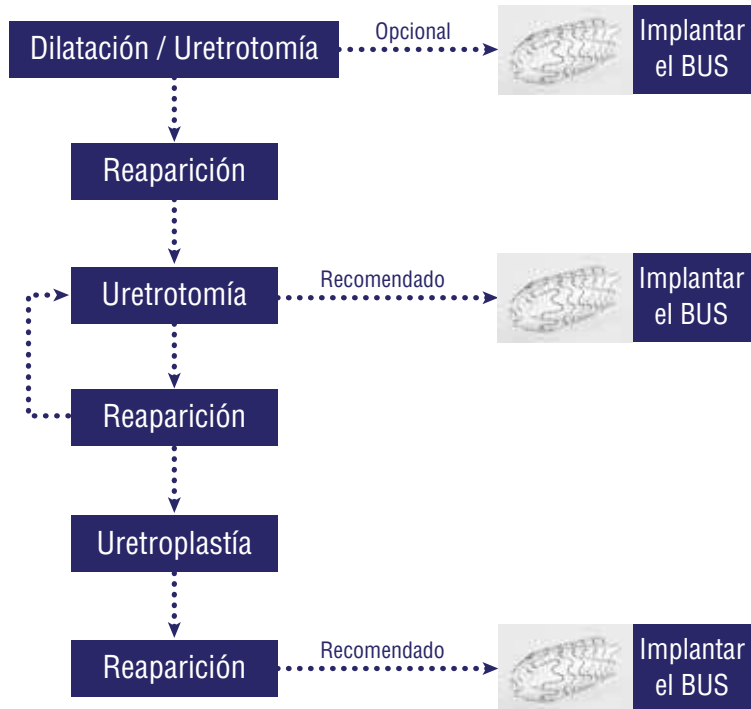 Dilatación / Uretrotomía
Opcional
Implantar
el BUS
Reaparición
Uretrotomía
Recomendado
Implantar
el BUS
Reaparición
Uretroplastía
Reaparición
Recomendado
Implantar
el BUS